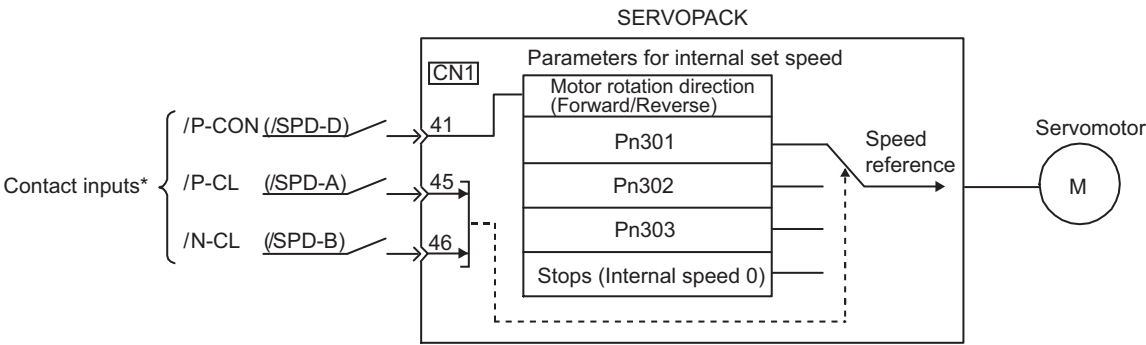 SERVOPACK
Parameters for internal set speed
CN1
Motor rotation direction
(Forward/Reverse)
/P-CON (/SPD-D)
41
Pn301
Speed
reference
Servomotor
Contact inputs*
/P-CL (/SPD-A)
45
Pn302
M
/N-CL (/SPD-B)
46
Pn303
Stops (Internal speed 0)